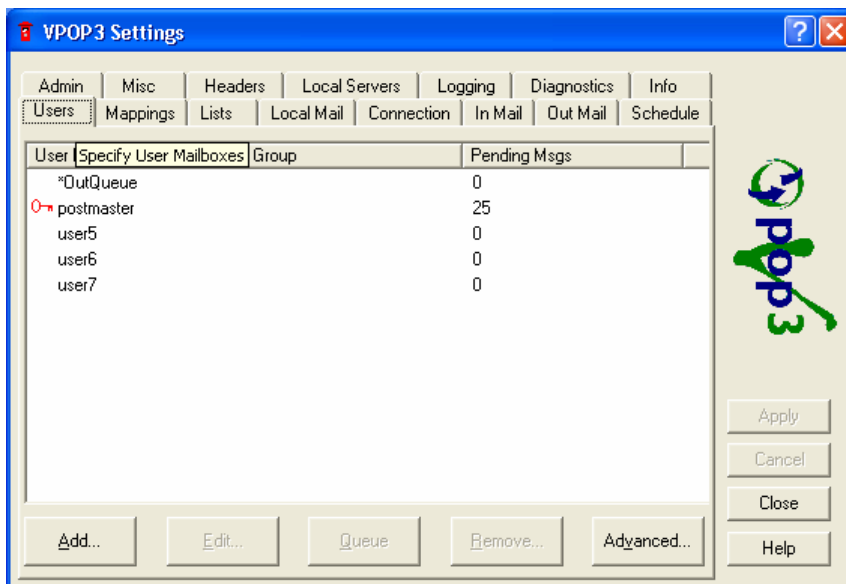 VPOP3 Settings
Admin Misc Headers Local Servers Logging Diagnostics Info
Users Mappings Lists Local Mail Connection In Mail Out Mail Schedule
User Specify User Mailboxes Group Pending Msgs
*OutQueue 0
postmaster 25
user5 0
user6 0
user7 0
pop3
Apply
Cancel
Close
Add... Edit... Queue Remove... Advanced... Help